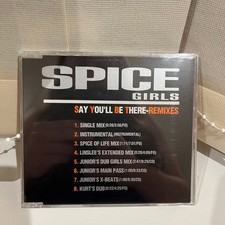 SPICE
GIRLS
SAY YOU'LL BE THERE-REMIXES
1. SINGLE MIX
2. INSTRUMENTAL (INSTRUMENTAL)
3. SPICE OF LIFE MIX
4. LINSLEE'S EXTENDED MIX
5. JUNIOR'S DUB GIRLS MIX
6. JUNIOR'S MAIN PASS
7. JUNIOR'S X-BEATS
8. KURT'S DUB